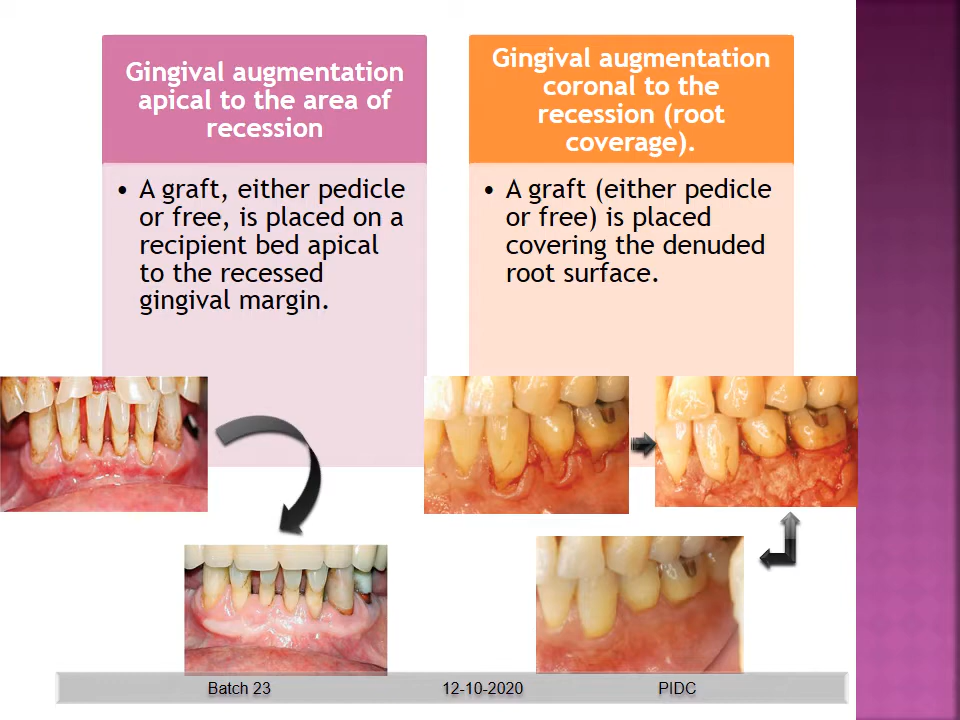 Gingival augmentation
apical to the area of
recession
• A graft, either pedicle
or free, is placed on a
recipient bed apical
to the recessed
gingival margin.
Gingival augmentation
coronal to the
recession (root
coverage).
• A graft (either pedicle
or free) is placed
covering the denuded
root surface.
Batch 23 12-10-2020 PIDC